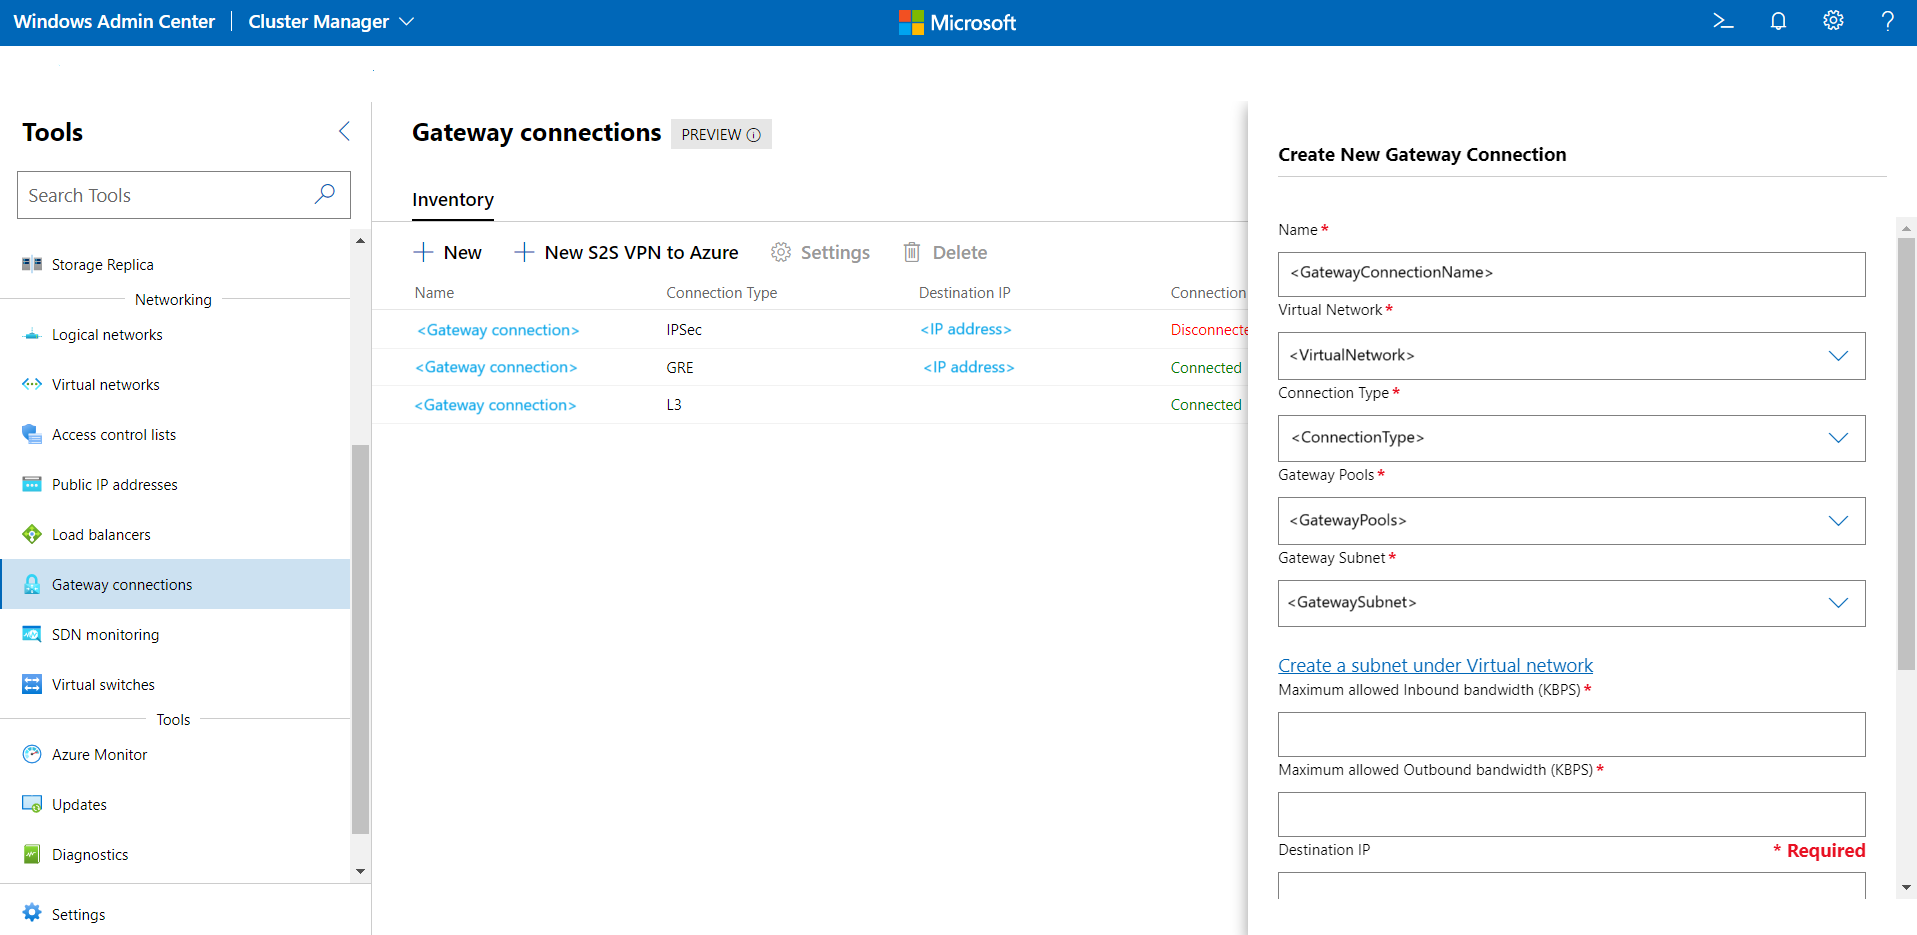 Windows Admin Center
Cluster Manager
Microsoft
Tools
Search Tools
Storage Replica
Networking
Logical networks
Virtual networks
Access control lists
Public IP addresses
Load balancers
Gateway connections
SDN monitoring
Virtual switches
Tools
Azure Monitor
Updates
Diagnostics
Settings
Gateway connections PREVIEW
Inventory
New New S2S VPN to Azure Settings Delete
Name Connection Type Destination IP Connection
<Gateway connection> IPSec <IP address> Disconnecte
<Gateway connection> GRE <IP address> Connected
<Gateway connection> L3 Connected
Create New Gateway Connection
Name *
<GatewayConnectionName>
Virtual Network *
<VirtualNetwork>
Connection Type *
<ConnectionType>
Gateway Pools *
<GatewayPools>
Gateway Subnet *
<GatewaySubnet>
Create a subnet under Virtual network
Maximum allowed Inbound bandwidth (KBPS) *
Maximum allowed Outbound bandwidth (KBPS) *
Destination IP * Required